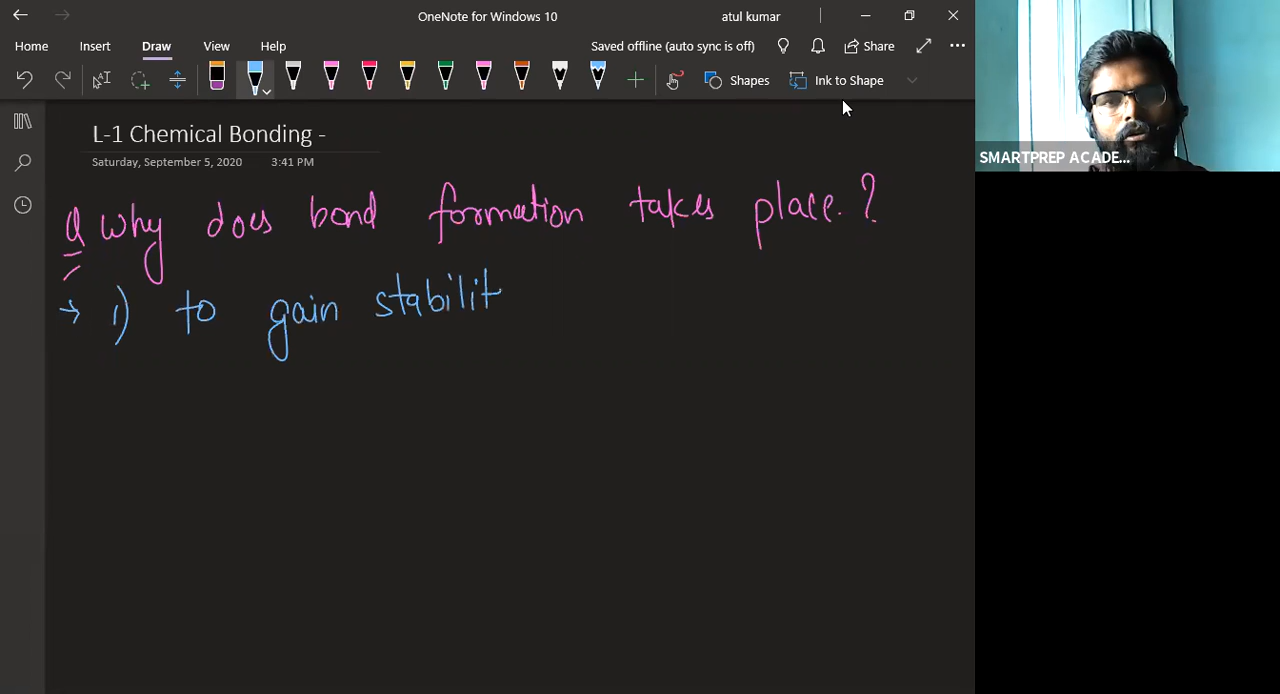 OneNote for Windows 10
atul kumar
Home Insert Draw View Help
Saved offline (auto sync is off)
Share
Shapes
Ink to Shape
L-1 Chemical Bonding -
Saturday, September 5, 2020 3:41 PM
Q why does bond formation takes place.?
→ 1) to gain stabilit
SMARTPREP ACADE...